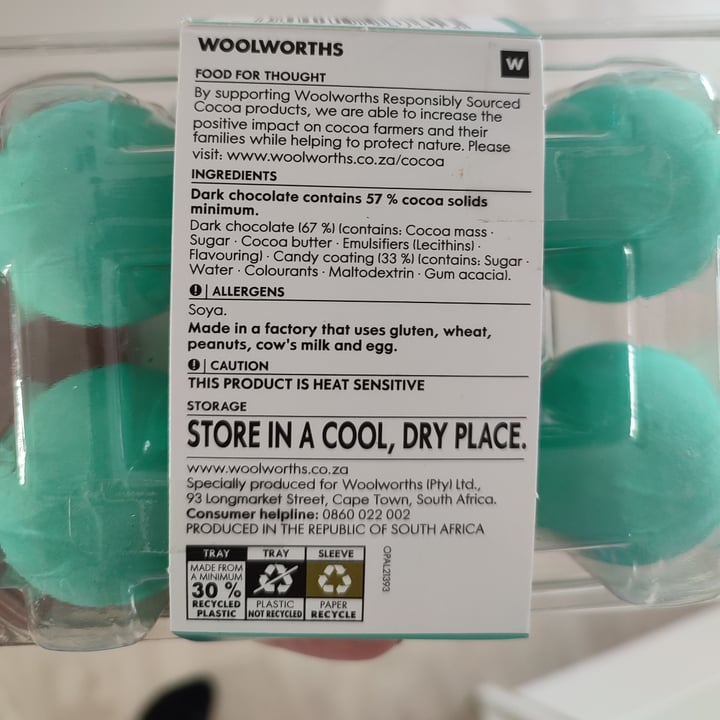 WOOLWORTHS
W
FOOD FOR THOUGHT
By supporting Woolworths Responsibly Sourced
Cocoa products, we are able to increase the
positive impact on cocoa farmers and their
families while helping to protect nature. Please
visit: www.woolworths.co.za/cocoa
INGREDIENTS
Dark chocolate contains 57 % cocoa solids
minimum.
Dark chocolate (67 %) (contains: Cocoa mass ·
Sugar · Cocoa butter · Emulsifiers (Lecithins) ·
Flavouring) · Candy coating (33 %) (contains: Sugar ·
Water · Colourants · Maltodextrin · Gum acacia).
! | ALLERGENS
Soya.
Made in a factory that uses gluten, wheat,
peanuts, cow's milk and egg.
! | CAUTION
THIS PRODUCT IS HEAT SENSITIVE
STORAGE
STORE IN A COOL, DRY PLACE.
www.woolworths.co.za
Specially produced for Woolworths (Pty) Ltd.,
93 Longmarket Street, Cape Town, South Africa.
Consumer helpline: 0860 022 002
PRODUCED IN THE REPUBLIC OF SOUTH AFRICA
TRAY
MADE FROM
A MINIMUM
30 %
RECYCLED
PLASTIC
TRAY
PLASTIC
NOT RECYCLED
SLEEVE
PAPER
RECYCLE
OPAL21393